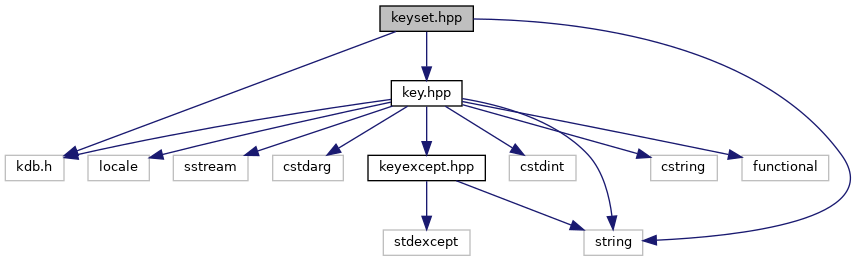 keyset.hpp
key.hpp
kdb.h
locale
sstream
cstdarg
keyexcept.hpp
cstdint
cstring
functional
stdexcept
string